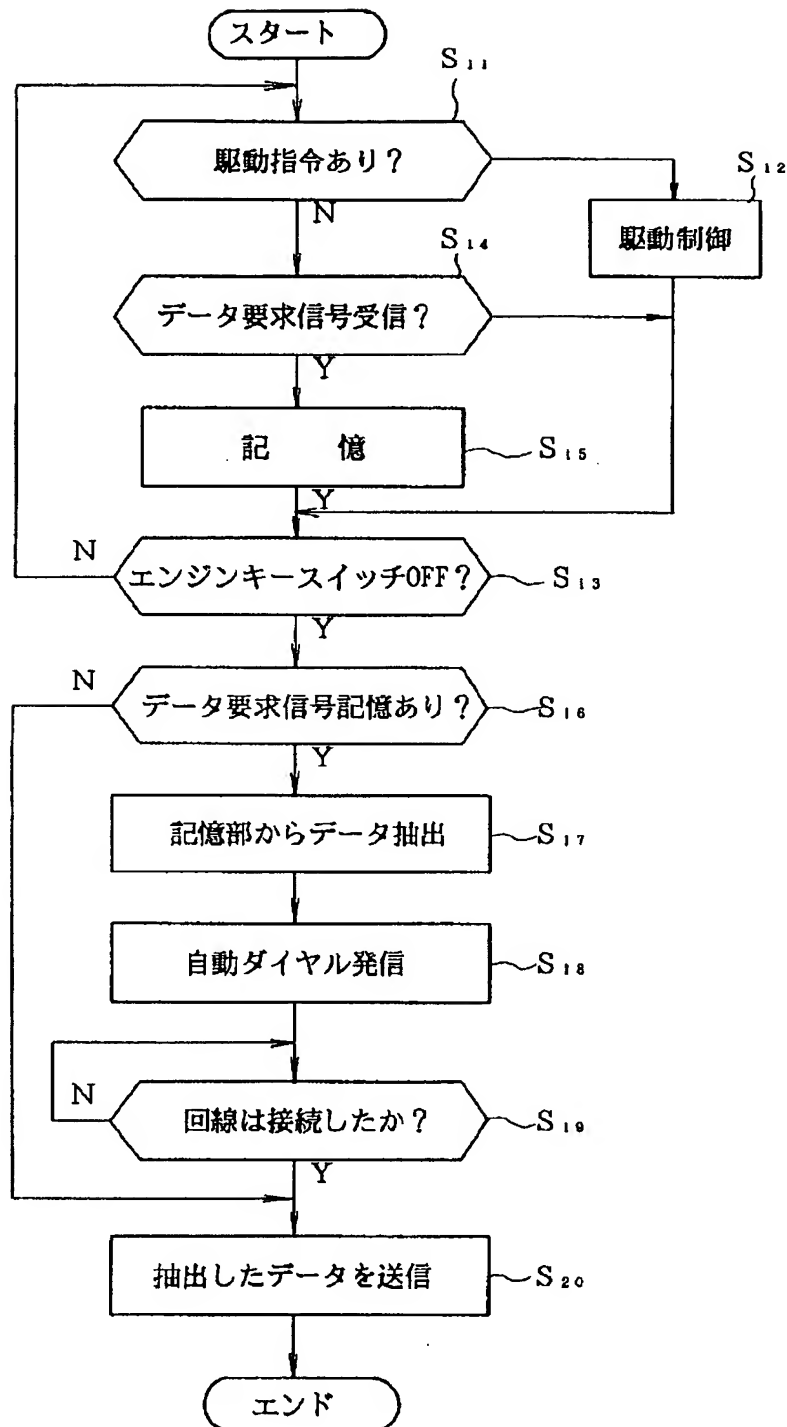 スタート
S₁₁
駆動指令あり？
S₁₂
N
駆動制御
S₁₄
データ要求信号受信？
Y
記　　憶
S₁₅
Y
N
エンジンキースイッチOFF？
S₁₃
Y
N
データ要求信号記憶あり？
S₁₆
Y
記憶部からデータ抽出
S₁₇
自動ダイヤル発信
S₁₈
N
回線は接続したか？
S₁₉
Y
抽出したデータを送信
S₂₀
エンド